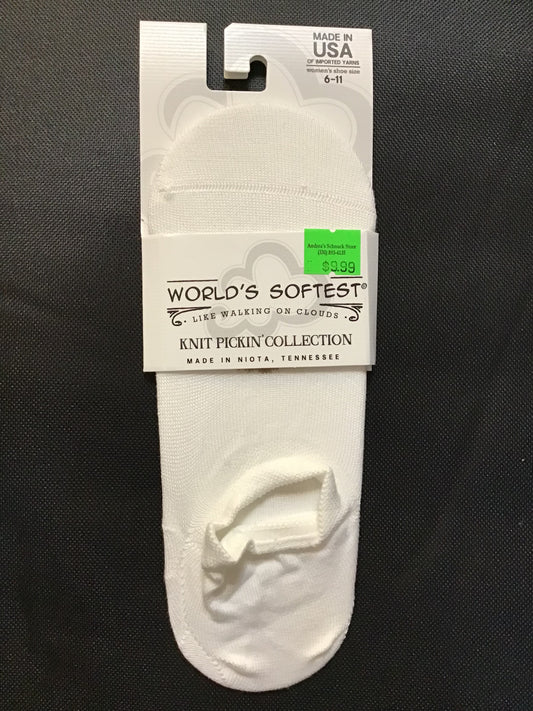 MADE IN
USA
OF IMPORTED YARNS
women's shoe size
6-11
$9.99
WORLD'S SOFTEST®
• LIKE WALKING ON CLOUDS •
KNIT PICKIN' COLLECTION
MADE IN NIOTA, TENNESSEE